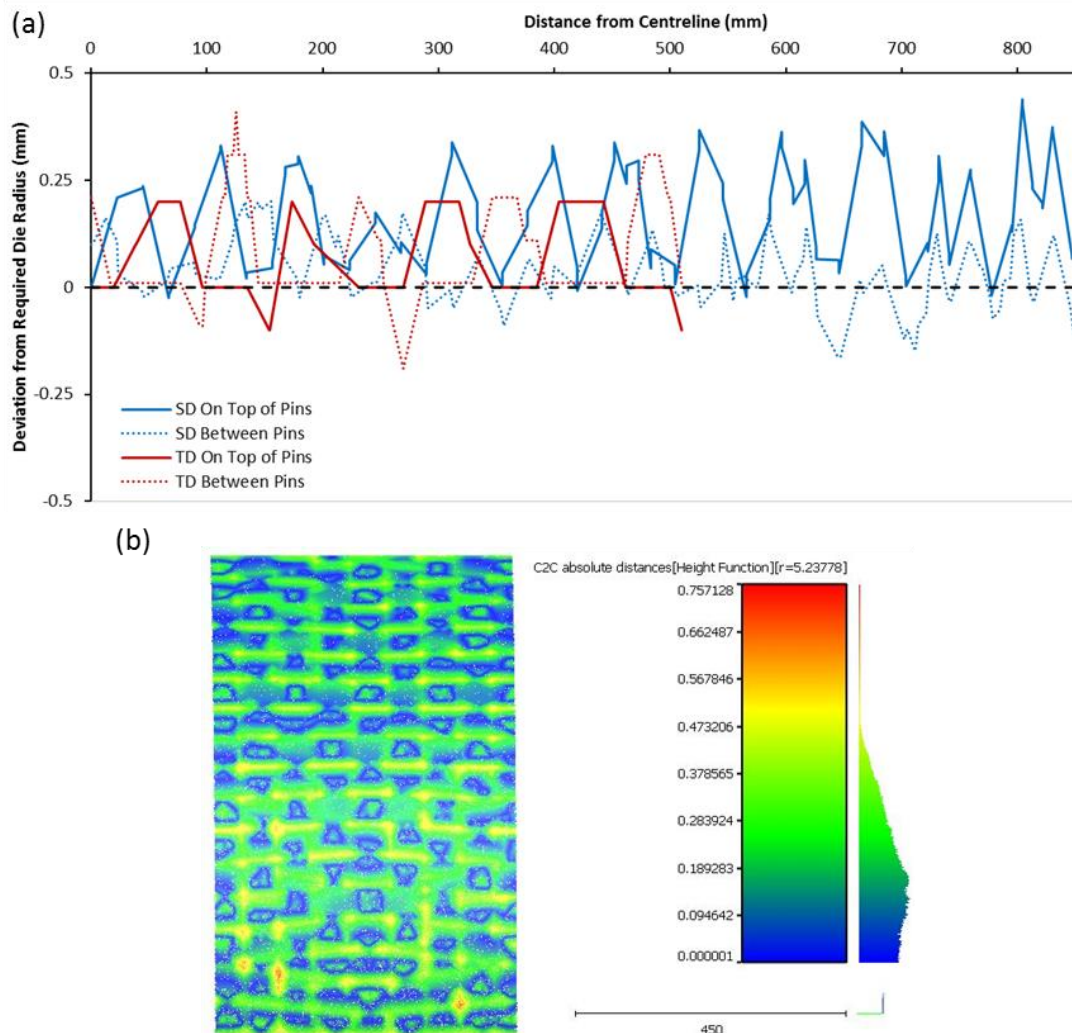 (a)
Distance from Centreline (mm)
0 100 200 300 400 500 600 700 800
Deviation from Required Die Radius (mm)
0.5
0.25
0
-0.25
-0.5
SD On Top of Pins
SD Between Pins
TD On Top of Pins
TD Between Pins
(b)
C2C absolute distances[Height Function][r=5.23778]
0.757128
0.662487
0.567846
0.473206
0.378565
0.283924
0.189283
0.094642
0.000001
450